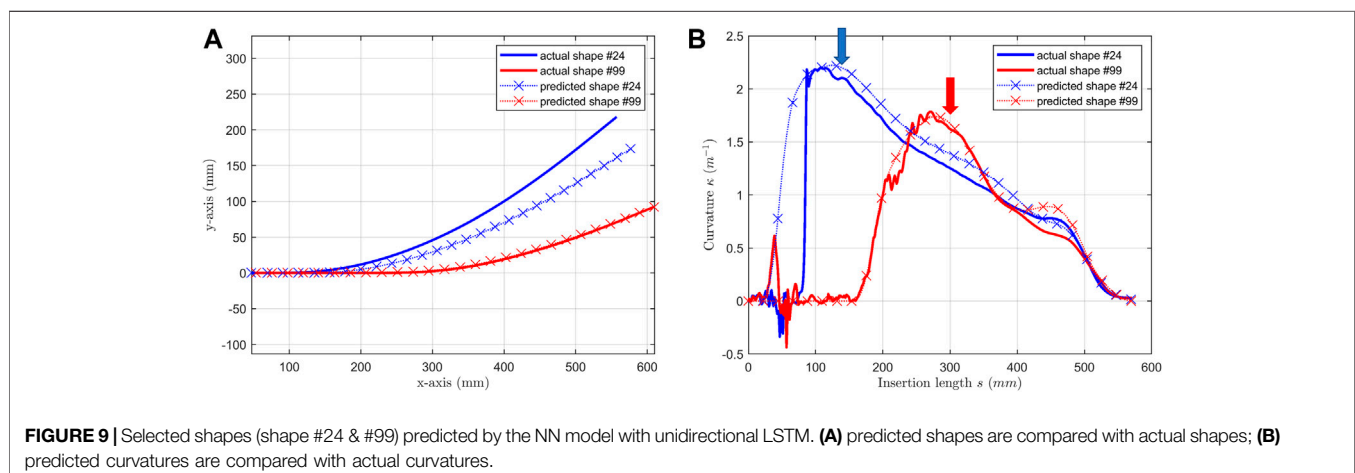 A
actual shape #24
actual shape #99
predicted shape #24
predicted shape #99
300
250
200
150
100
50
0
-50
-100
y-axis (mm)
100 200 300 400 500 600
x-axis (mm)
B
actual shape #24
actual shape #99
predicted shape #24
predicted shape #99
2.5
2
1.5
1
0.5
0
-0.5
Curvature κ (m⁻¹)
0 100 200 300 400 500 600
Insertion length s (mm)
FIGURE 9 | Selected shapes (shape #24 & #99) predicted by the NN model with unidirectional LSTM. (A) predicted shapes are compared with actual shapes; (B)
predicted curvatures are compared with actual curvatures.